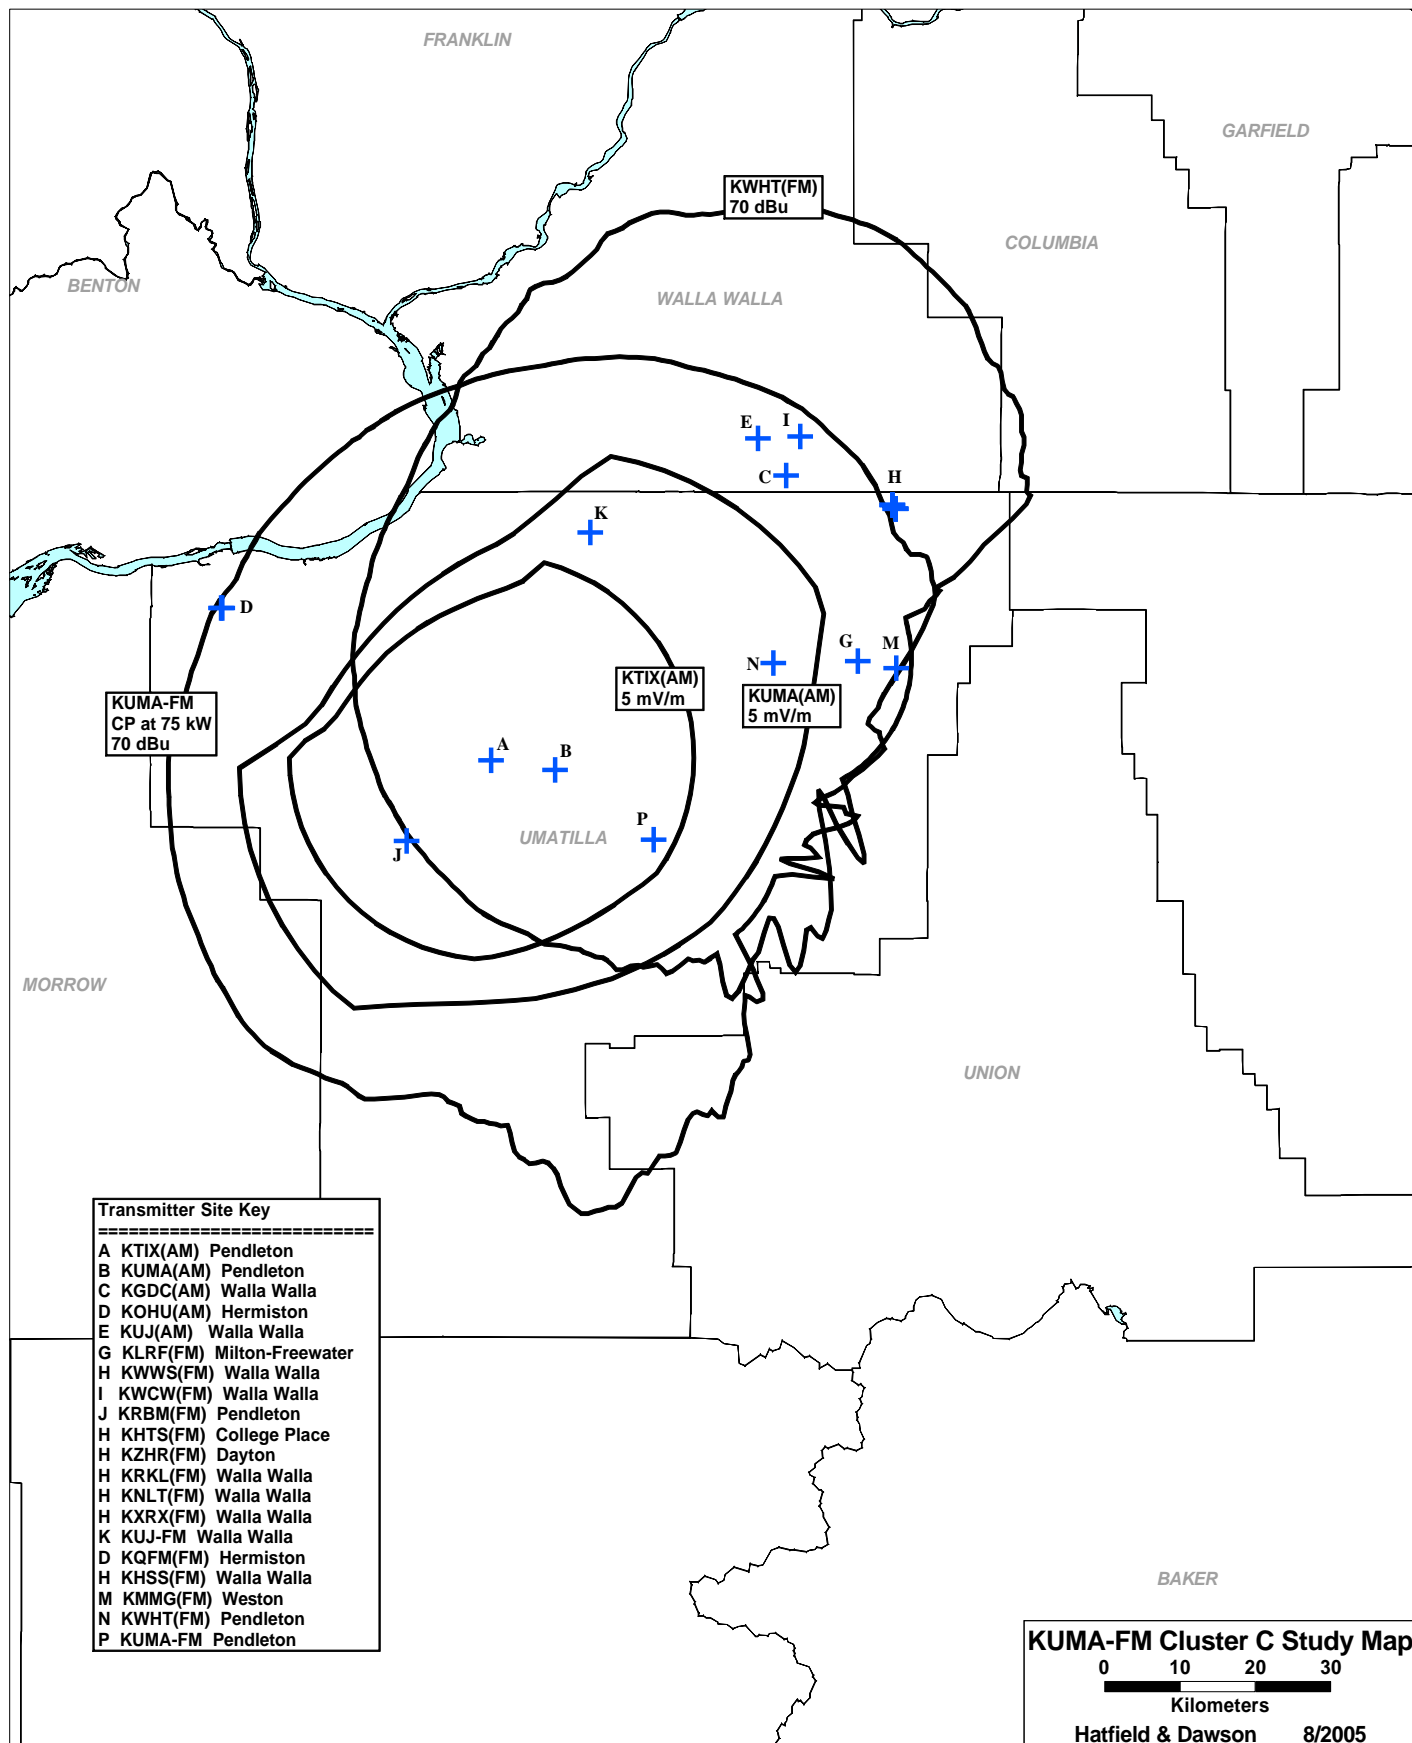 FRANKLIN
GARFIELD
KWHT(FM)
70 dBu
COLUMBIA
BENTON
WALLA WALLA
E
I
C
H
K
D
G
M
N
KTIX(AM)
5 mV/m
KUMA(AM)
5 mV/m
KUMA-FM
CP at 75 kW
70 dBu
A
B
P
UMATILLA
J
MORROW
UNION
Transmitter Site Key
===========================
A KTIX(AM) Pendleton
B KUMA(AM) Pendleton
C KGDC(AM) Walla Walla
D KOHU(AM) Hermiston
E KUJ(AM) Walla Walla
G KLRF(FM) Milton-Freewater
H KWWS(FM) Walla Walla
I KWCW(FM) Walla Walla
J KRBM(FM) Pendleton
H KHTS(FM) College Place
H KZHR(FM) Dayton
H KRKL(FM) Walla Walla
H KNLT(FM) Walla Walla
H KXRX(FM) Walla Walla
K KUJ-FM Walla Walla
D KQFM(FM) Hermiston
H KHSS(FM) Walla Walla
M KMMG(FM) Weston
N KWHT(FM) Pendleton
P KUMA-FM Pendleton
BAKER
KUMA-FM Cluster C Study Map
0 10 20 30
Kilometers
Hatfield & Dawson 8/2005